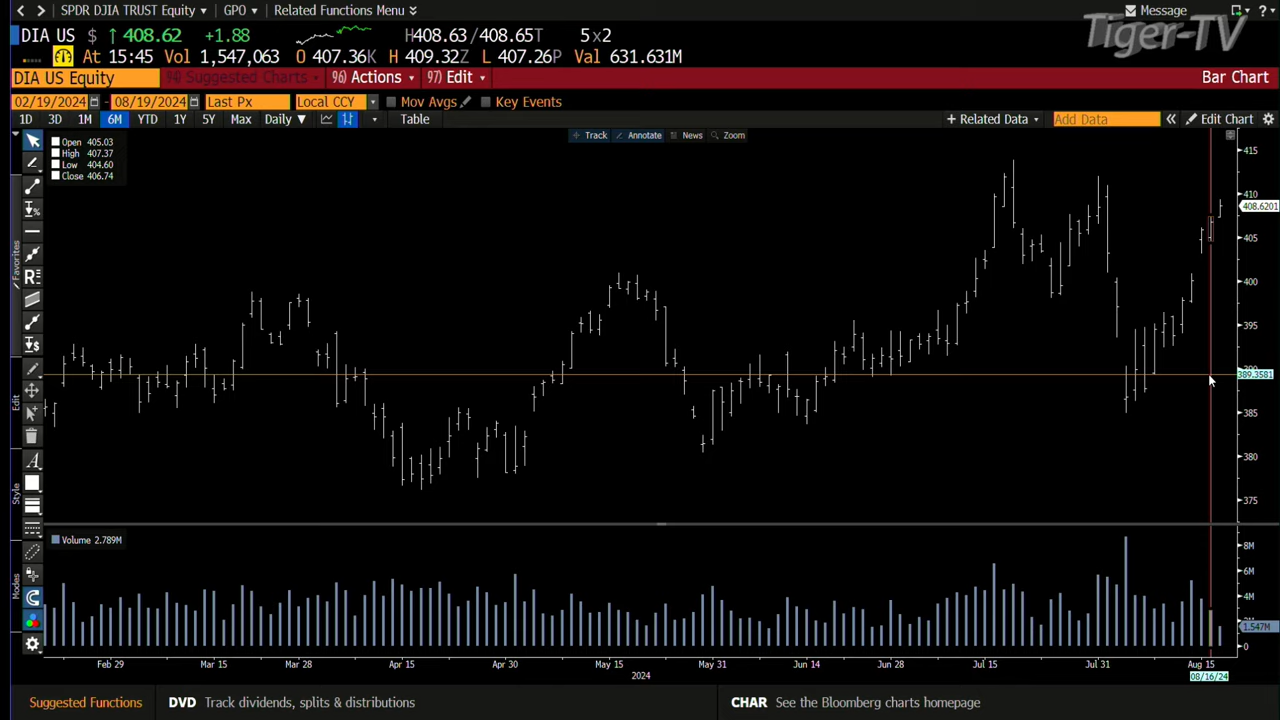 SPDR DJIA TRUST Equity GPO Related Functions Menu Message ?
Tiger-TV
DIA US $ ↑ 408.62 +1.88 H408.63 / 408.65T 5x2
At 15:45 Vol 1,547,063 O 407.36K H 409.32Z L 407.26P Val 631.631M
DIA US Equity 94) Suggested Charts 96) Actions 97) Edit Bar Chart
02/19/2024 - 08/19/2024 Last Px Local CCY Mov Avgs Key Events
1D 3D 1M 6M YTD 1Y 5Y Max Daily Table + Related Data Add Data « Edit Chart
Track Annotate News Zoom
Open 405.03
High 407.37
Low 404.60
Close 406.74
415
410
408.6201
405
400
395
390
389.3581
385
380
375
Favorites
Edit
Style
Modes
Volume 2.789M
8M
6M
4M
2M
1.547M
0
Feb 29 Mar 15 Mar 28 Apr 15 Apr 30 May 15 May 31 Jun 14 Jun 28 Jul 15 Jul 31 Aug 15
2024
08/16/24
Suggested Functions DVD Track dividends, splits & distributions CHAR See the Bloomberg charts homepage